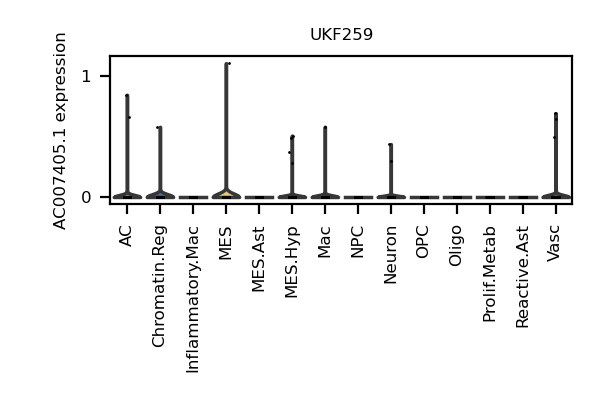 UKF259
AC007405.1 expression
1
0
AC
Chromatin.Reg
Inflammatory.Mac
MES
MES.Ast
MES.Hyp
Mac
NPC
Neuron
OPC
Oligo
Prolif.Metab
Reactive.Ast
Vasc